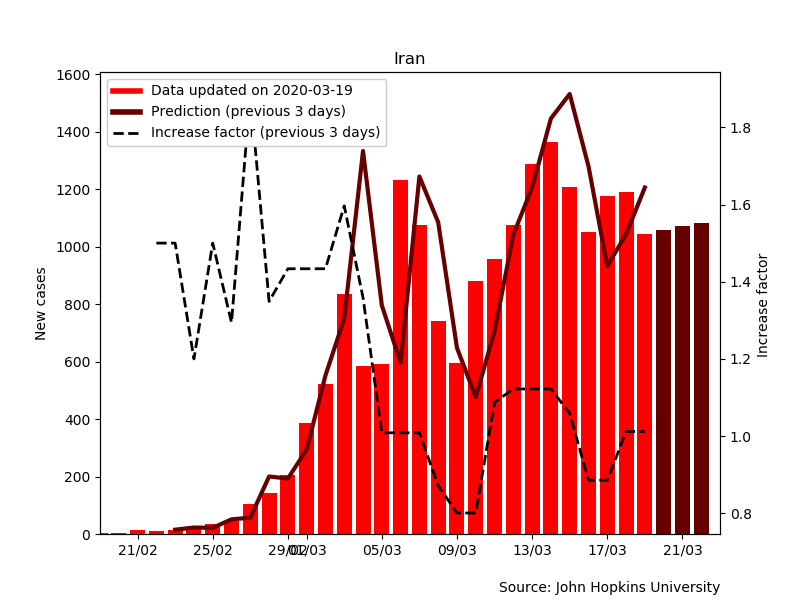 Iran
Data updated on 2020-03-19
Prediction (previous 3 days)
Increase factor (previous 3 days)
New cases
1600
1400
1200
1000
800
600
400
200
0
1.8
1.6
1.4
1.2
1.0
0.8
Increase factor
21/02 25/02 29/02 01/03 05/03 09/03 13/03 17/03 21/03
Source: John Hopkins University